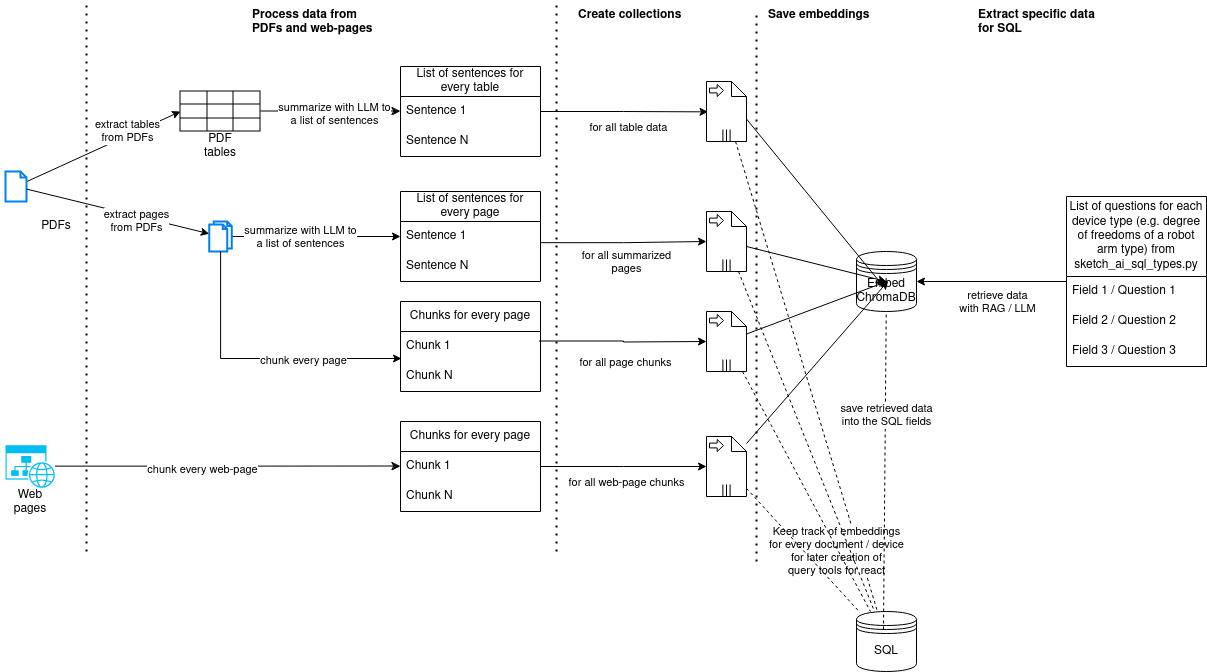 Process data from
PDFs and web-pages
Create collections
Save embeddings
Extract specific data
for SQL
List of sentences for
every table
Sentence 1
Sentence N
summarize with LLM to
a list of sentences
extract tables
from PDFs
PDF
tables
for all table data
PDFs
extract pages
from PDFs
summarize with LLM to
a list of sentences
List of sentences for
every page
Sentence 1
Sentence N
for all summarized
pages
List of questions for each
device type (e.g. degree
of freedoms of a robot
arm type) from
sketch_ai_sql_types.py
Field 1 / Question 1
Field 2 / Question 2
Field 3 / Question 3
Embed
ChromaDB
retrieve data
with RAG / LLM
Chunks for every page
Chunk 1
Chunk N
chunk every page
for all page chunks
save retrieved data
into the SQL fields
Chunks for every page
Chunk 1
Chunk N
chunk every web-page
for all web-page chunks
Web
pages
Keep track of embeddings
for every document / device
for later creation of
query tools for react
SQL